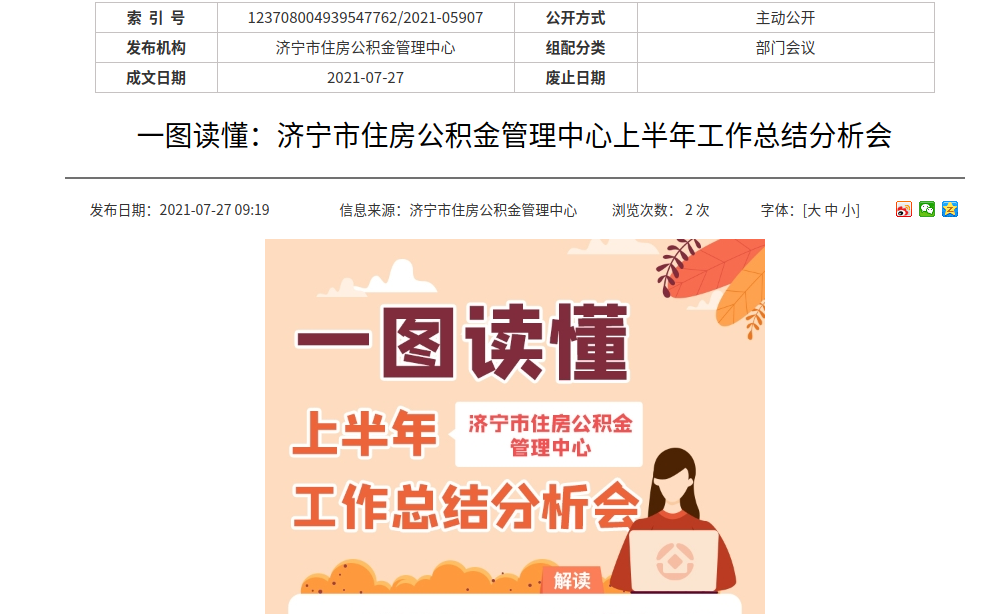 索 引 号 123708004939547762/2021-05907 公开方式 主动公开
发布机构 济宁市住房公积金管理中心 组配分类 部门会议
成文日期 2021-07-27 废止日期
一图读懂：济宁市住房公积金管理中心上半年工作总结分析会
发布日期：2021-07-27 09:19 信息来源：济宁市住房公积金管理中心 浏览次数： 2 次 字体：[大 中 小]
一图读懂
上半年
济宁市住房公积金
管理中心
工作总结分析会
解读